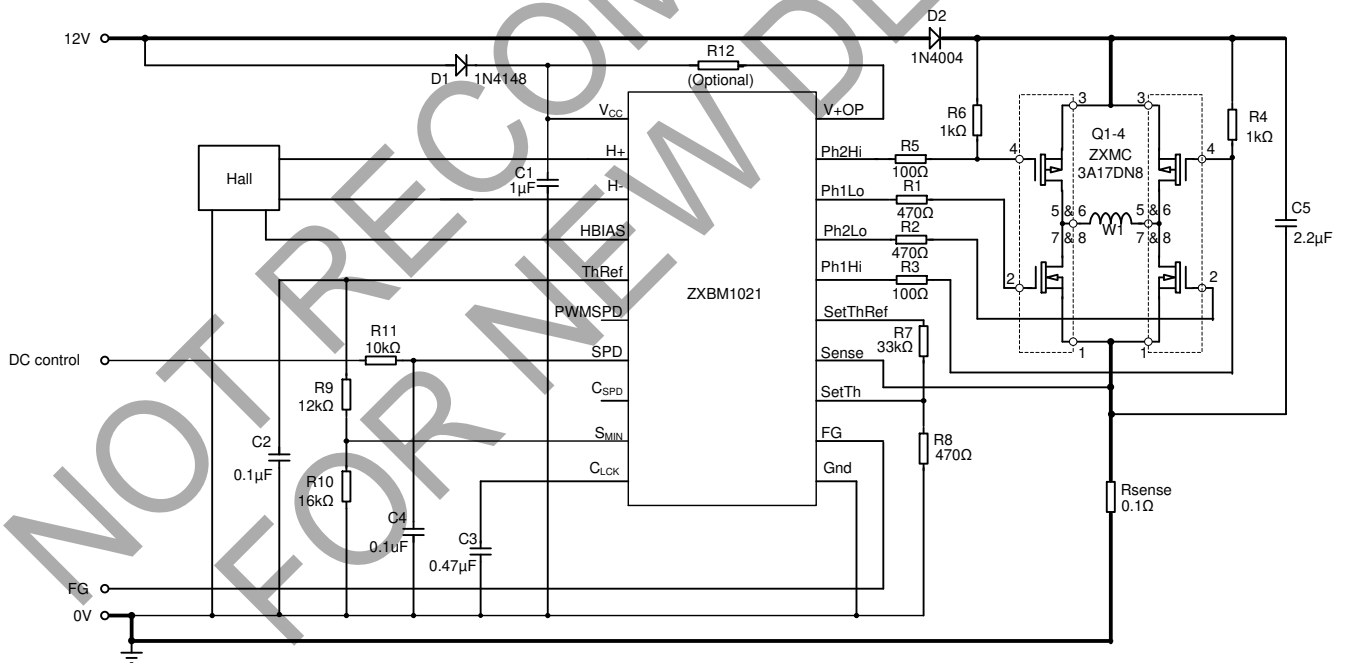 NOT RECOM
FOR NEW DE
12V
D1
1N4148
R12
(Optional)
D2
1N4004
VCC
V+OP
R6
1kΩ
Q1-4
ZXMC
3A17DN8
R4
1kΩ
3
3
4
4
Hall
H+
H-
HBIAS
C1
1µF
Ph2Hi
R5
100Ω
Ph1Lo
R1
470Ω
Ph2Lo
R2
470Ω
Ph1Hi
R3
100Ω
5 & 6
7 & 8
W1
5 & 6
7 & 8
C5
2.2µF
2
2
1
1
ThRef
PWMSPD
ZXBM1021
SetThRef
R7
33kΩ
DC control
R11
10kΩ
SPD
Sense
R9
12kΩ
CSPD
SetTh
C2
0.1µF
SMIN
FG
R8
470Ω
R10
16kΩ
CLCK
Gnd
Rsense
0.1Ω
C4
0.1uF
C3
0.47µF
FG
0V